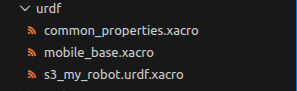 urdf
common_properties.xacro
mobile_base.xacro
s3_my_robot.urdf.xacro